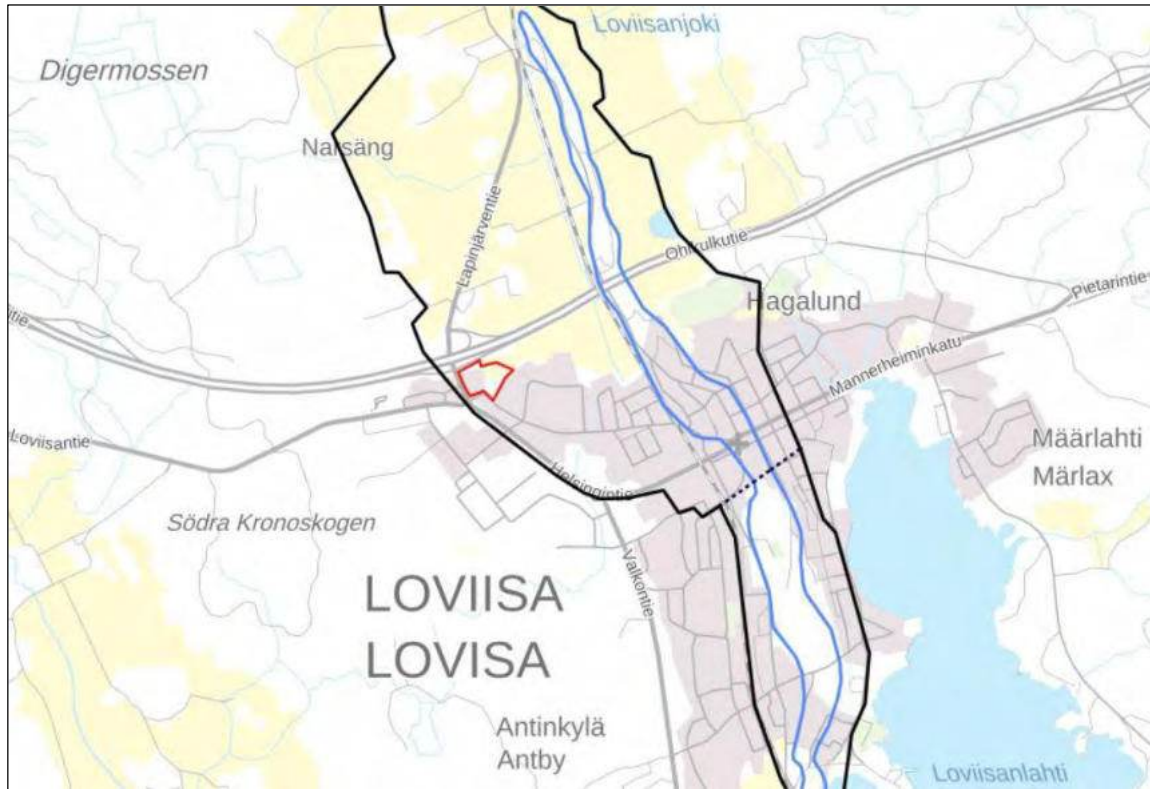 Loviisanjoki
Digermossen
Narsäng
Lapinjärventie
Ohikulkutie
Pietarintie
Hagalund
Mannerheiminkatu
Loviisantie
Määrlahti
Märlax
Helsingintie
Södra Kronoskogen
Valkontie
LOVIISA
LOVISA
Antinkylä
Antby
Loviisanlahti